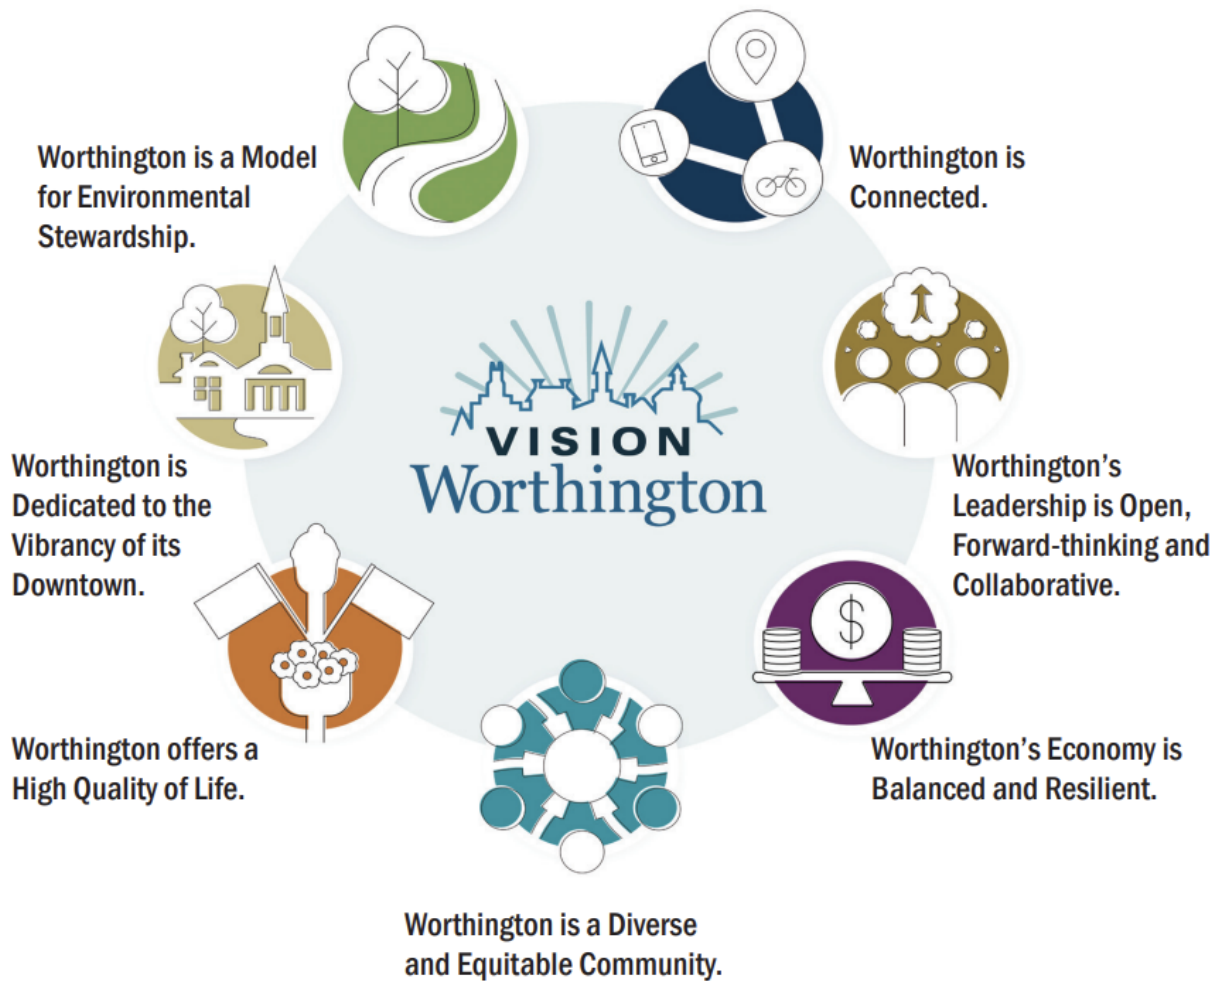 Worthington is a Model
for Environmental
Stewardship.
Worthington is
Connected.
Worthington is
Dedicated to the
Vibrancy of its
Downtown.
VISION
Worthington
Worthington's
Leadership is Open,
Forward-thinking and
Collaborative.
$
Worthington offers a
High Quality of Life.
Worthington's Economy is
Balanced and Resilient.
Worthington is a Diverse
and Equitable Community.